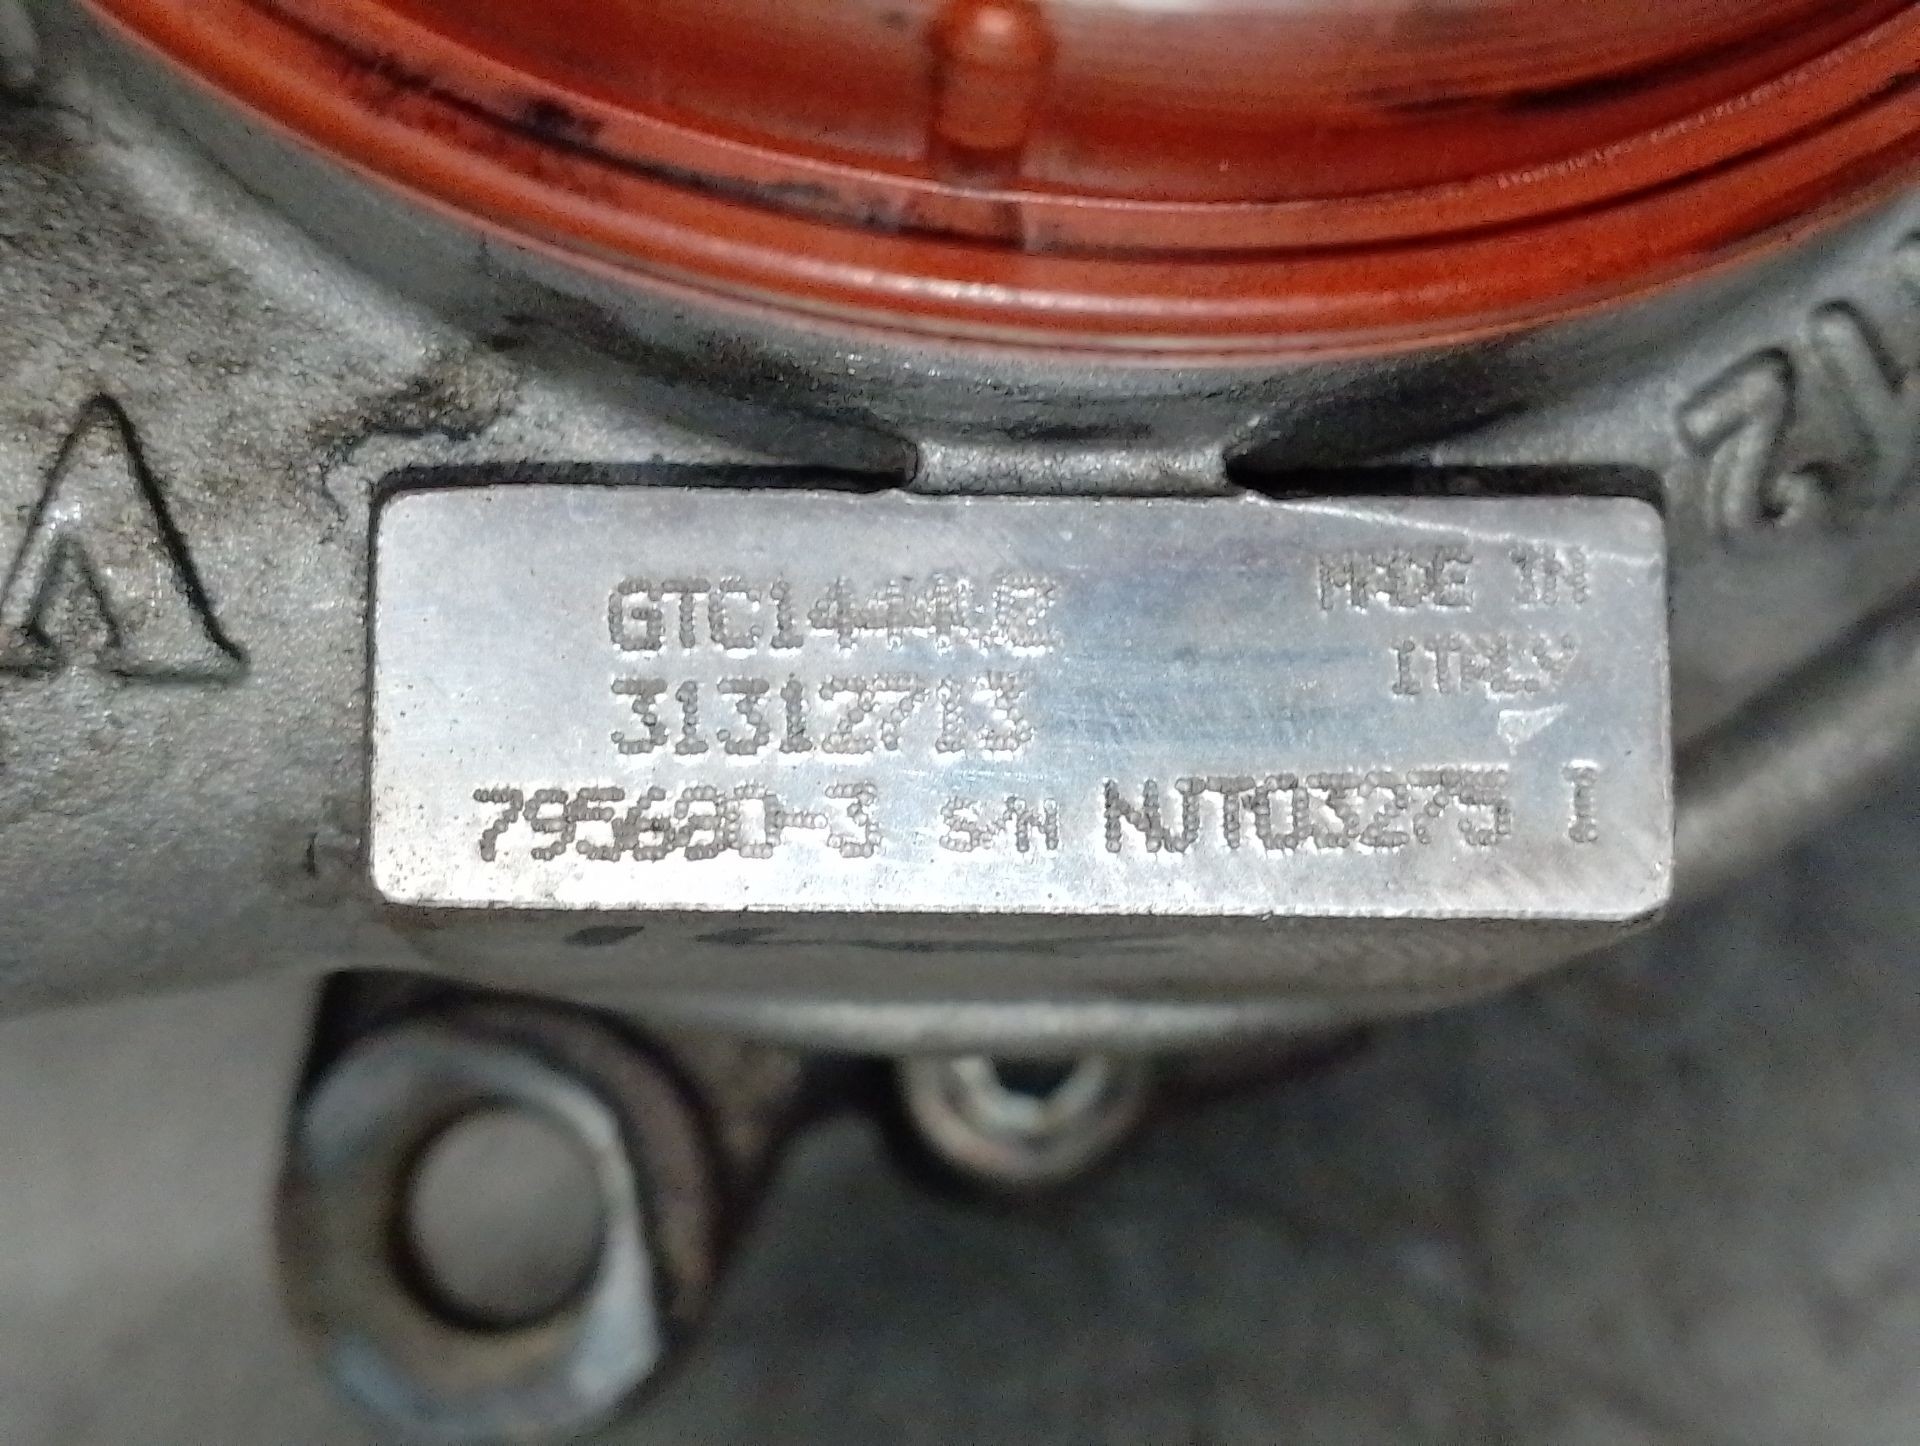 GTC1444VZ MADE IN
31312713 ITALY
795680-3 S/N NJT03275 I
V